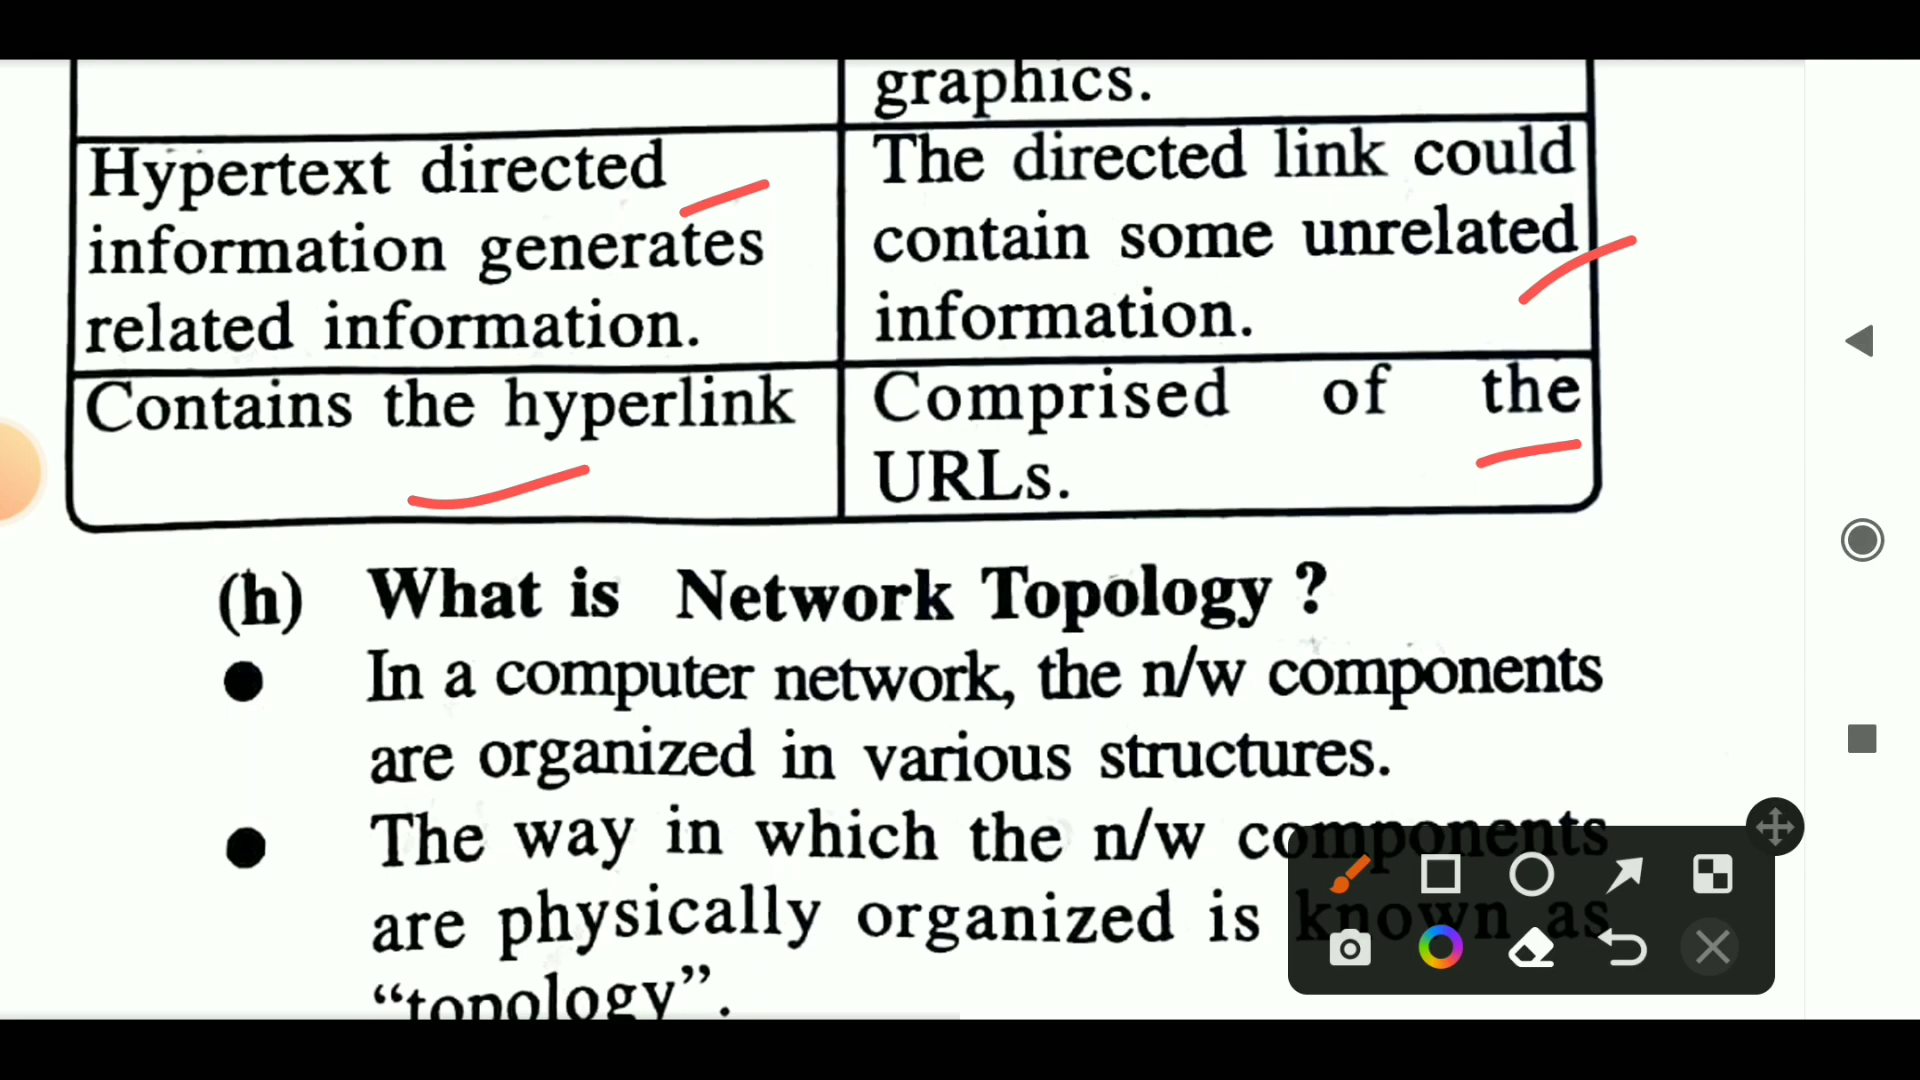 graphics.
Hypertext directed
information generates
related information.
The directed link could
contain some unrelated
information.
Contains the hyperlink
Comprised of the
URLs.
(h) What is Network Topology ?
● In a computer network, the n/w components
are organized in various structures.
● The way in which the n/w components
are physically organized is known as
“topology”.